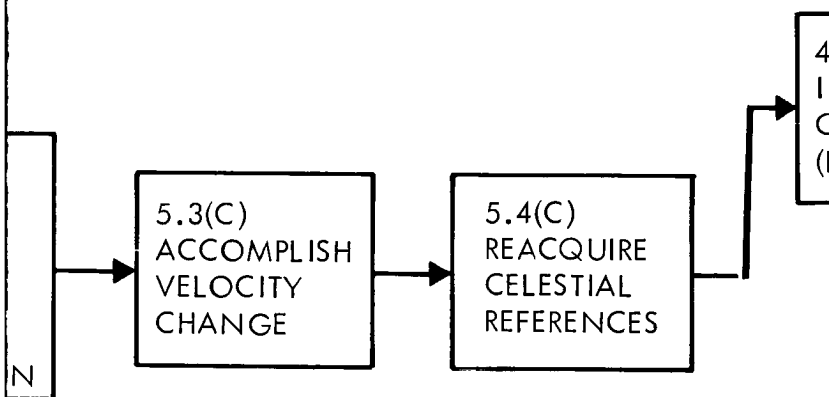 N
5.3(C)
ACCOMPLISH
VELOCITY
CHANGE
5.4(C)
REACQUIRE
CELESTIAL
REFERENCES
4
I
C
(